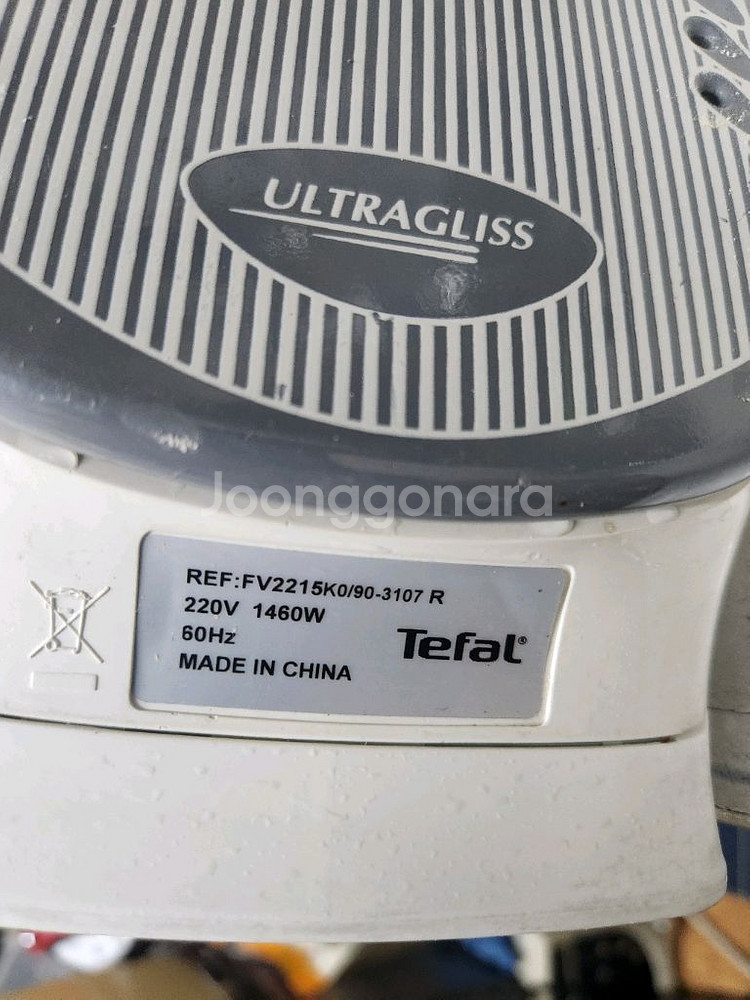 ULTRAGLISS
Joonggonara
REF:FV2215K0/90-3107 R
220V 1460W
60Hz
Tefal®
MADE IN CHINA